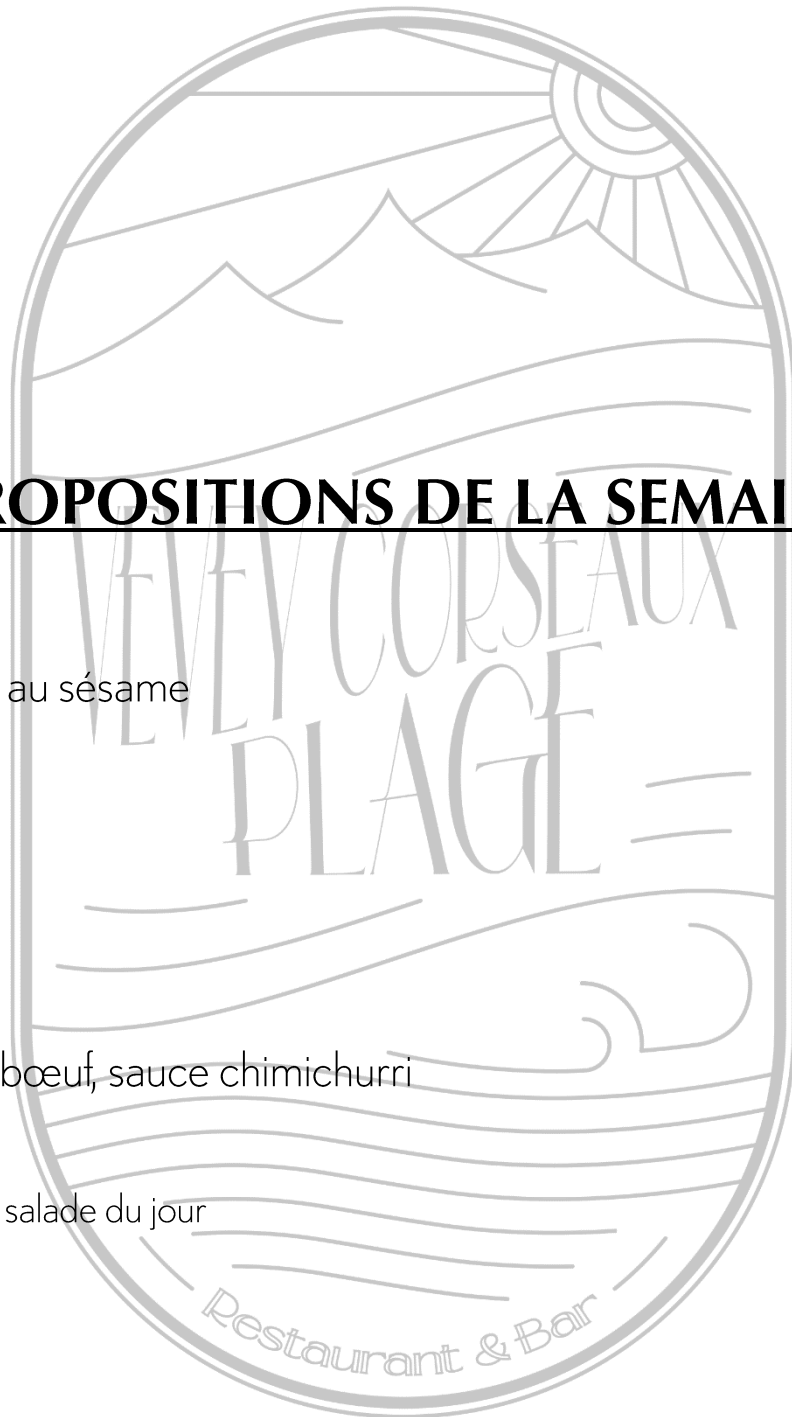 ROPOSITIONS DE LA SEMAI
VEVEY CORSEAUX
PLAGE
au sésame
bœuf, sauce chimichurri
salade du jour
Restaurant & Bar